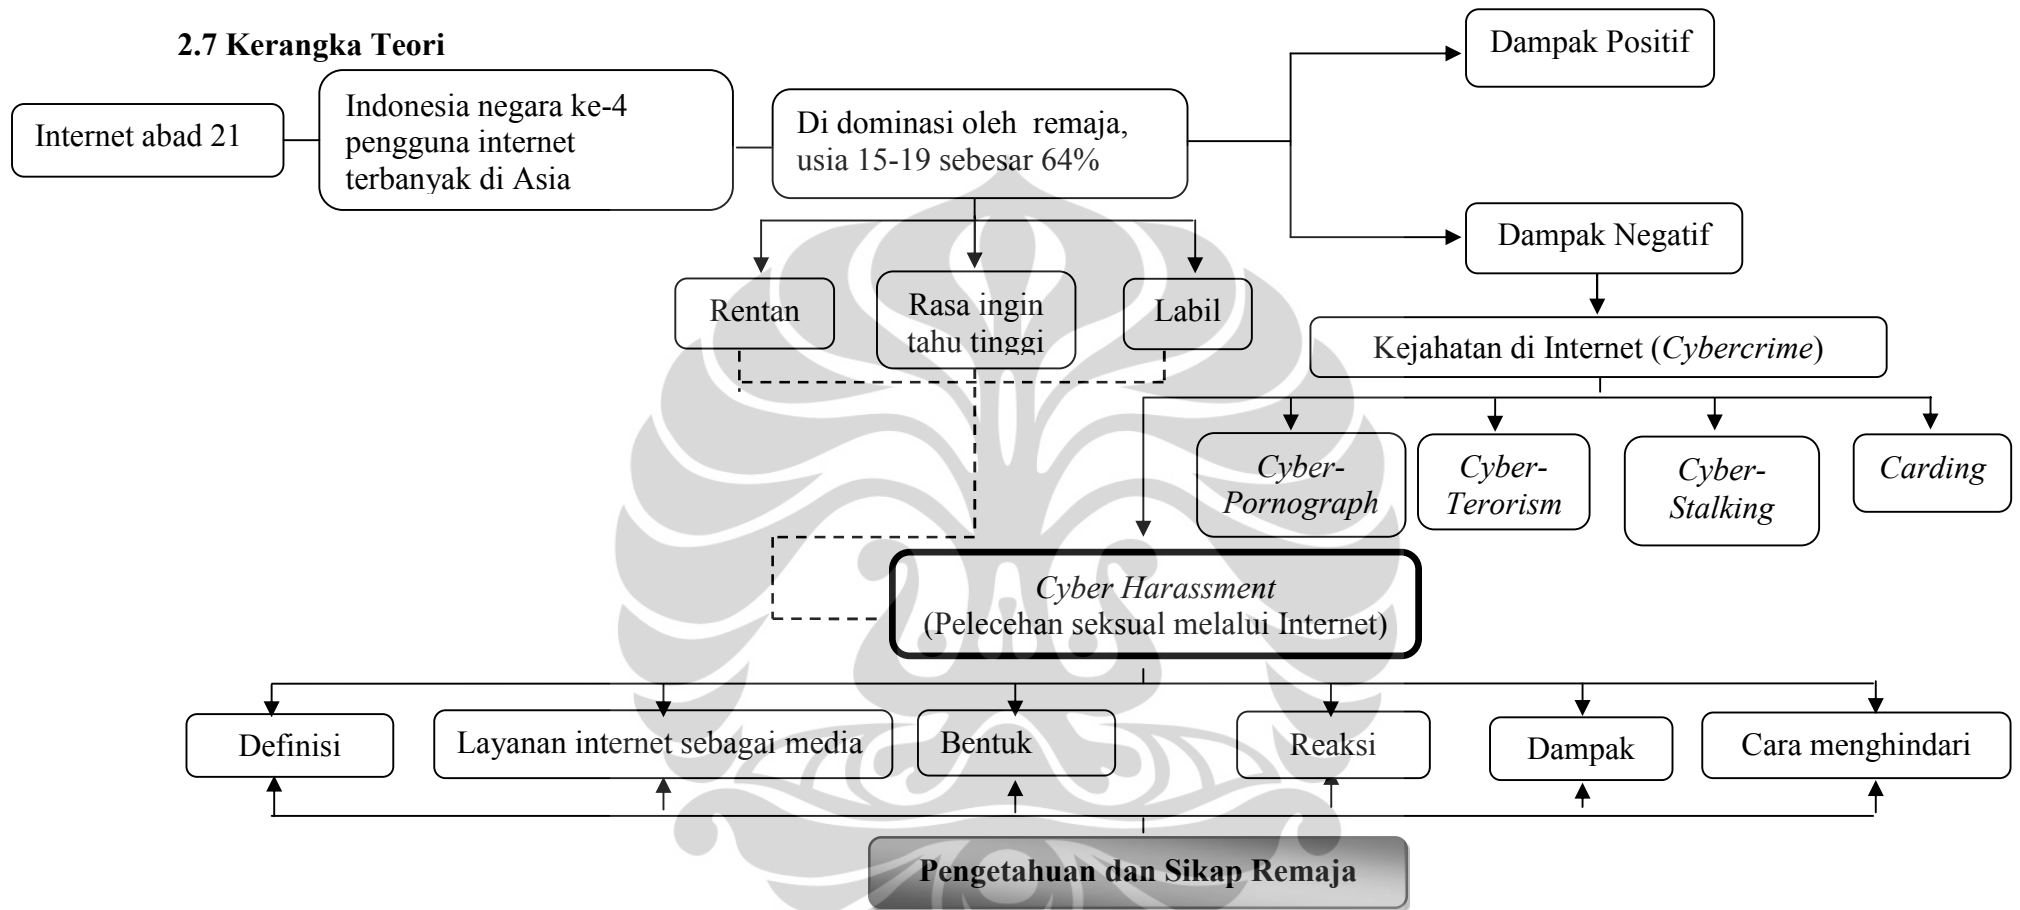 2.7 Kerangka Teori
Internet abad 21
Indonesia negara ke-4
pengguna internet
terbanyak di Asia
Di dominasi oleh remaja,
usia 15-19 sebesar 64%
Dampak Positif
Dampak Negatif
Rentan
Rasa ingin
tahu tinggi
Labil
Kejahatan di Internet (Cybercrime)
Cyber-
Pornograph
Cyber-
Terorism
Cyber-
Stalking
Carding
Cyber Harassment
(Pelecehan seksual melalui Internet)
Definisi
Layanan internet sebagai media
Bentuk
Reaksi
Dampak
Cara menghindari
Pengetahuan dan Sikap Remaja